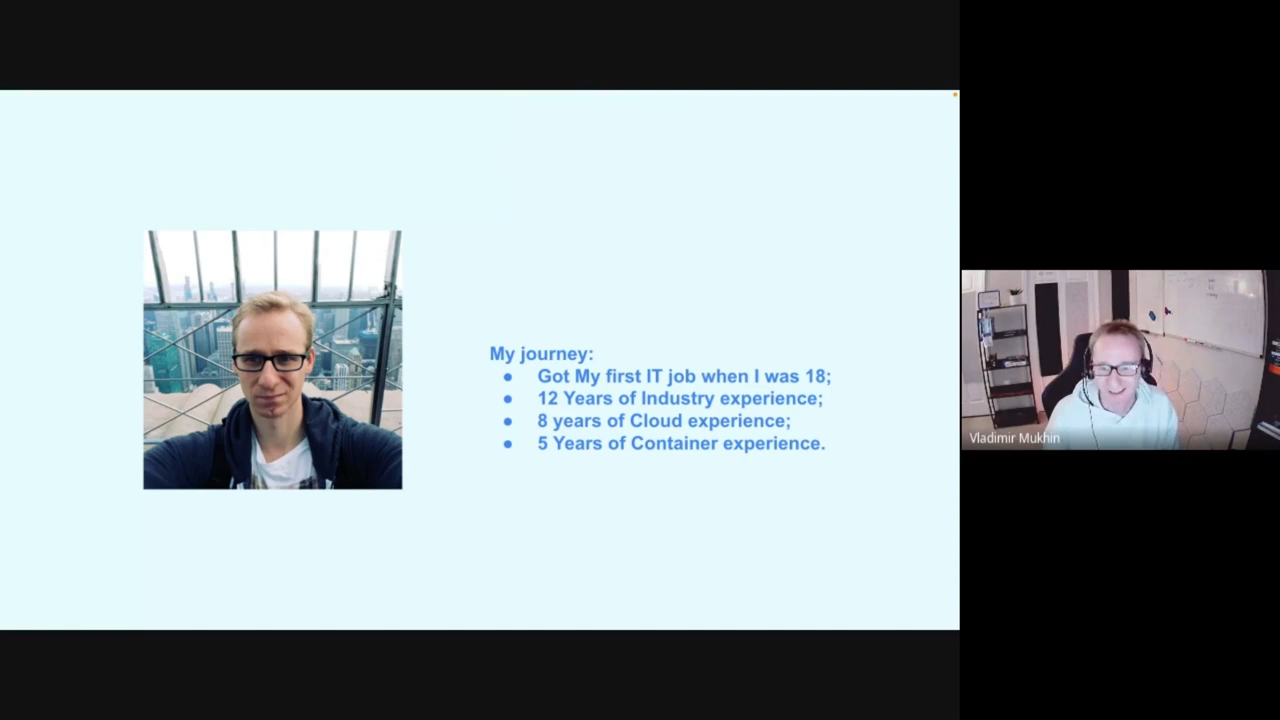 My journey:
● Got My first IT job when I was 18;
● 12 Years of Industry experience;
● 8 years of Cloud experience;
● 5 Years of Container experience.
Vladimir Mukhin